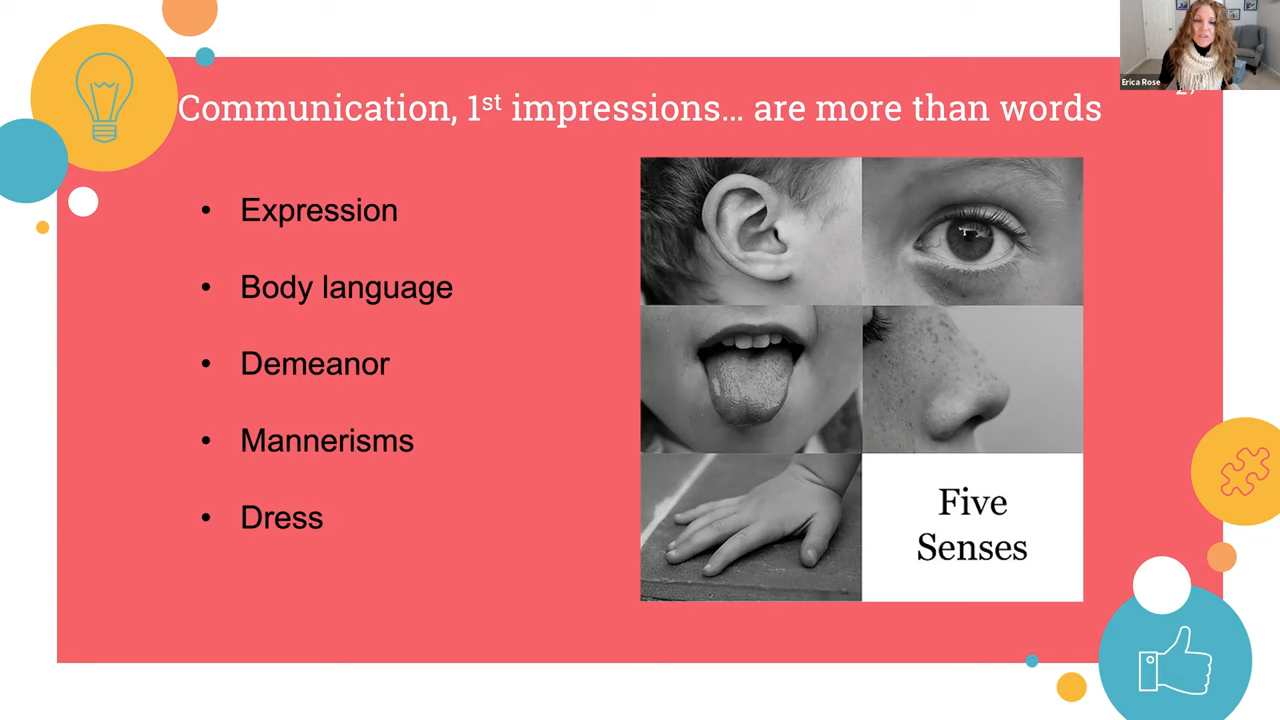 Erica Rose
Communication, 1st impressions... are more than words
• Expression
• Body language
• Demeanor
• Mannerisms
• Dress
Five
Senses